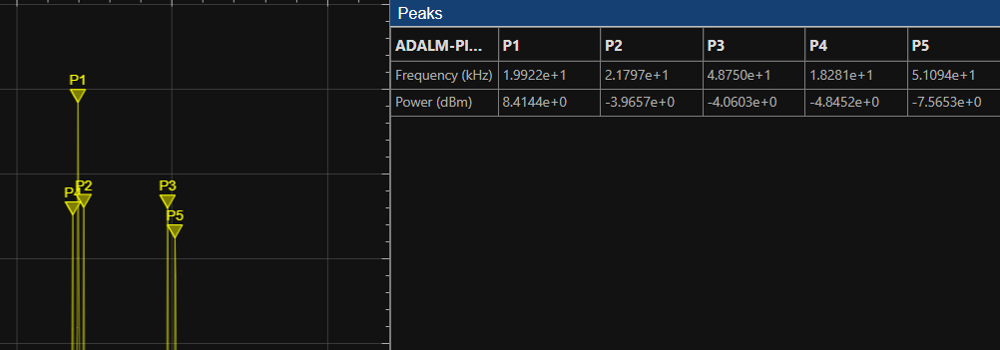 Peaks
ADALM-PI... P1 P2 P3 P4 P5
Frequency (kHz) 1.9922e+1 2.1797e+1 4.8750e+1 1.8281e+1 5.1094e+1
Power (dBm) 8.4144e+0 -3.9657e+0 -4.0603e+0 -4.8452e+0 -7.5653e+0
P1
P4 P2 P3
P5